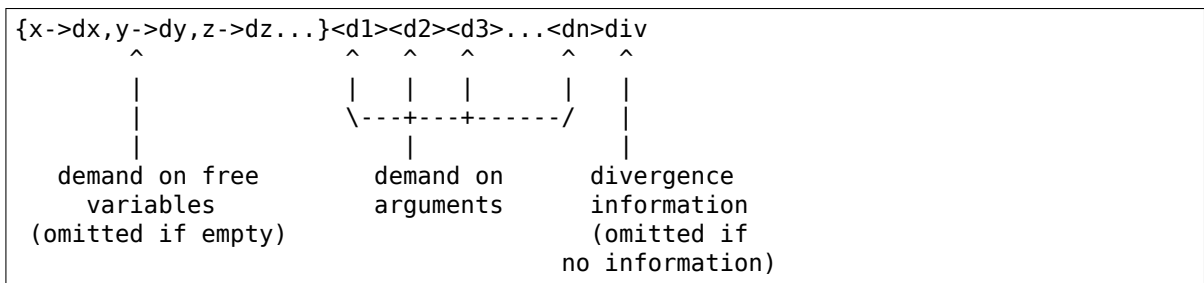 {x->dx,y->dy,z->dz...}<d1><d2><d3>...<dn>div
        ^              ^   ^   ^      ^   ^
        |              |   |   |      |   |
        |              \---+---+------/   |
        |                  |              |
   demand on free        demand on      divergence
     variables           arguments      information
 (omitted if empty)                     (omitted if
                                      no information)